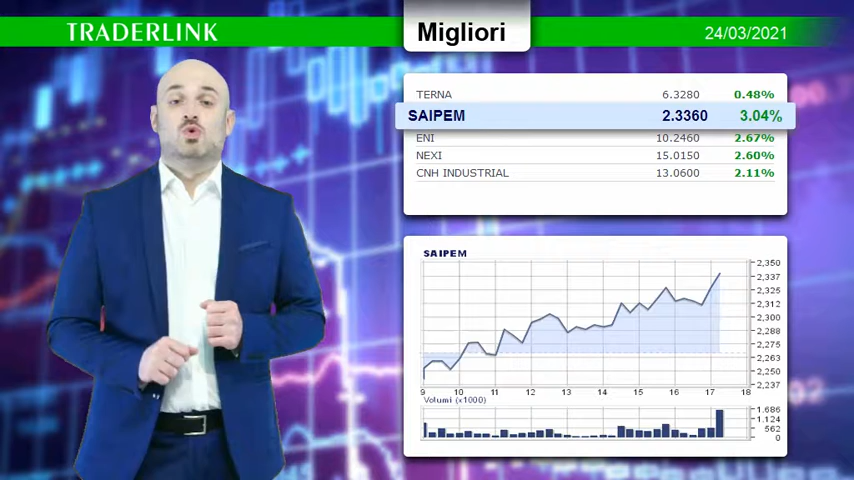 TRADERLINK
Migliori
24/03/2021
TERNA 6.3280 0.48%
SAIPEM 2.3360 3.04%
ENI 10.2460 2.67%
NEXI 15.0150 2.60%
CNH INDUSTRIAL 13.0600 2.11%
SAIPEM
2,350
2,337
2,325
2,312
2,300
2,288
2,275
2,263
2,250
2,237
9 10 11 12 13 14 15 16 17 18
Volumi (x1000)
1.686
1.124
562
0